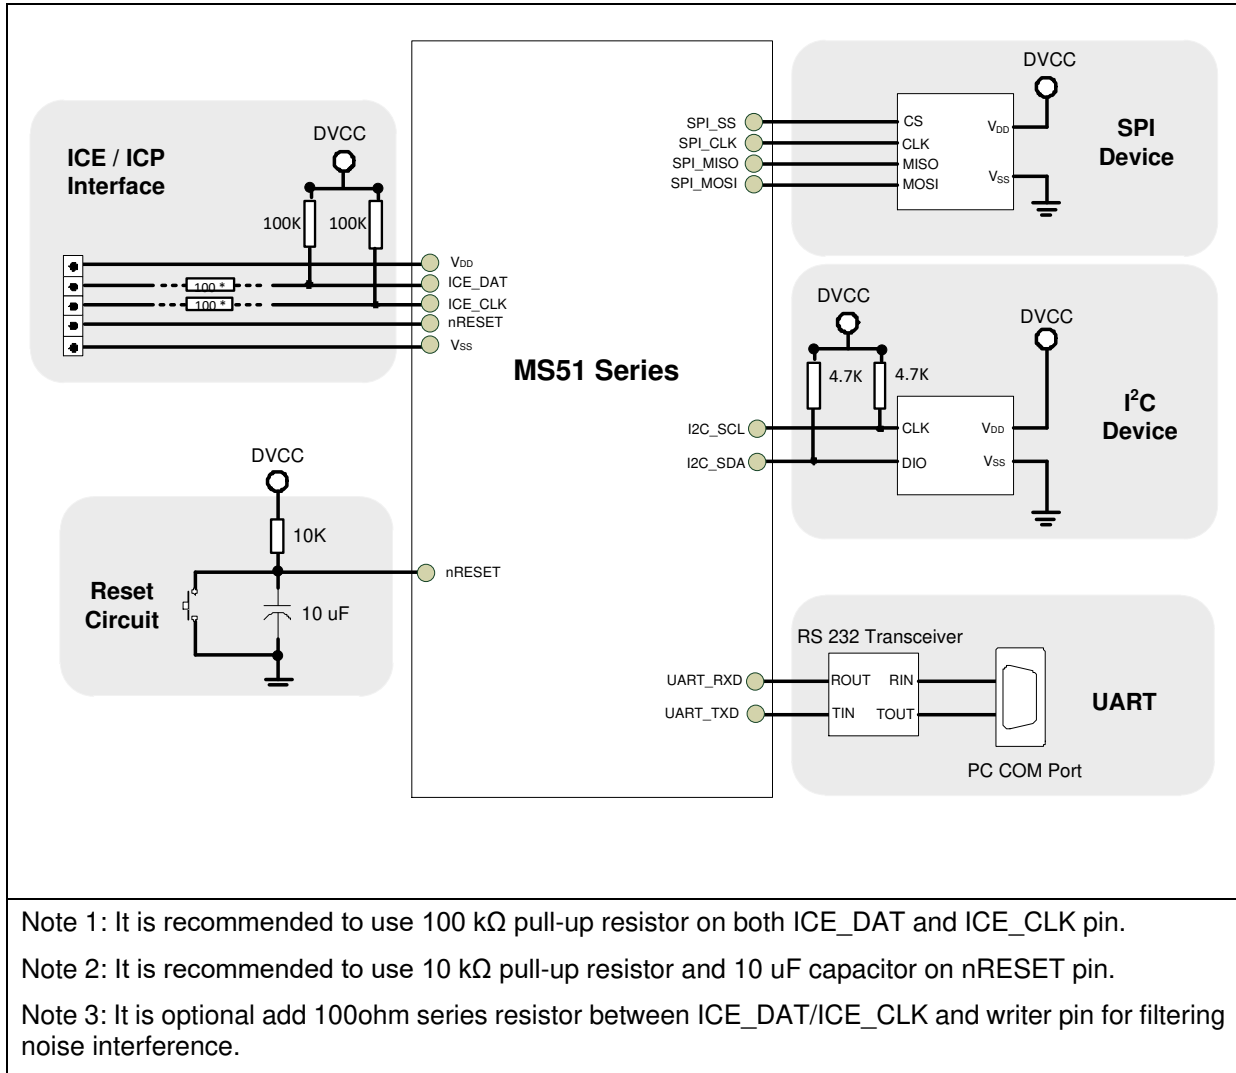 ICE / ICP
Interface
DVCC
100K
100K
100 *
100 *
VDD
ICE_DAT
ICE_CLK
nRESET
Vss
DVCC
10K
Reset
Circuit
10 uF
nRESET
MS51 Series
SPI_SS
SPI_CLK
SPI_MISO
SPI_MOSI
CS
CLK
MISO
MOSI
VDD
Vss
DVCC
SPI
Device
DVCC
4.7K
4.7K
I2C_SCL
I2C_SDA
CLK
DIO
VDD
Vss
DVCC
I²C
Device
RS 232 Transceiver
UART_RXD
UART_TXD
ROUT
RIN
TIN
TOUT
UART
PC COM Port
Note 1: It is recommended to use 100 kΩ pull-up resistor on both ICE_DAT and ICE_CLK pin.
Note 2: It is recommended to use 10 kΩ pull-up resistor and 10 uF capacitor on nRESET pin.
Note 3: It is optional add 100ohm series resistor between ICE_DAT/ICE_CLK and writer pin for filtering
noise interference.